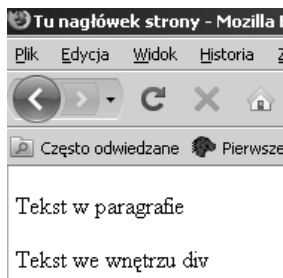 Tu nagłówek strony - Mozilla
Plik Edycja Widok Historia
Często odwiedzane Pierwsze
Tekst w paragrafie
Tekst we wnętrzu div